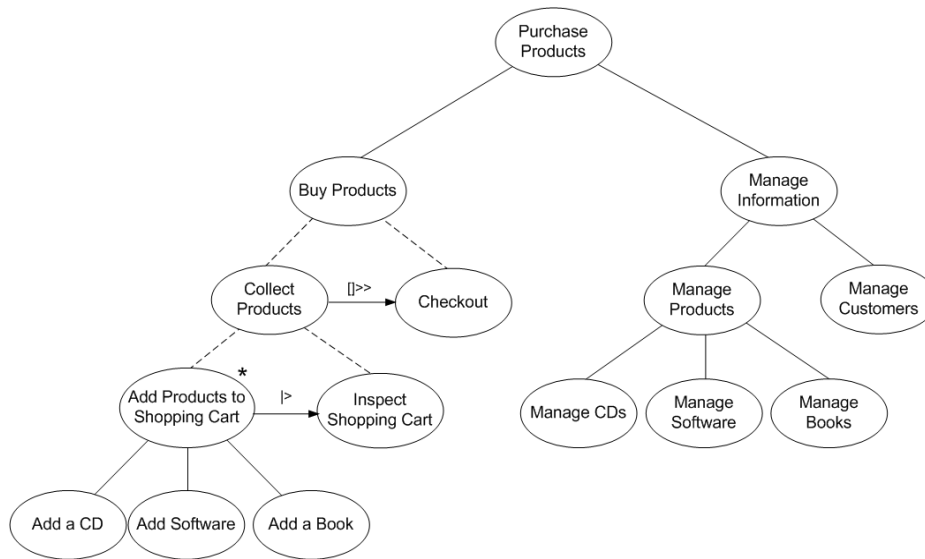 Purchase
Products
Buy Products
Manage
Information
Collect
Products
[]>>
Checkout
Manage
Products
Manage
Customers
Add Products to
Shopping Cart
*
|>
Inspect
Shopping Cart
Manage CDs
Manage
Software
Manage
Books
Add a CD
Add Software
Add a Book